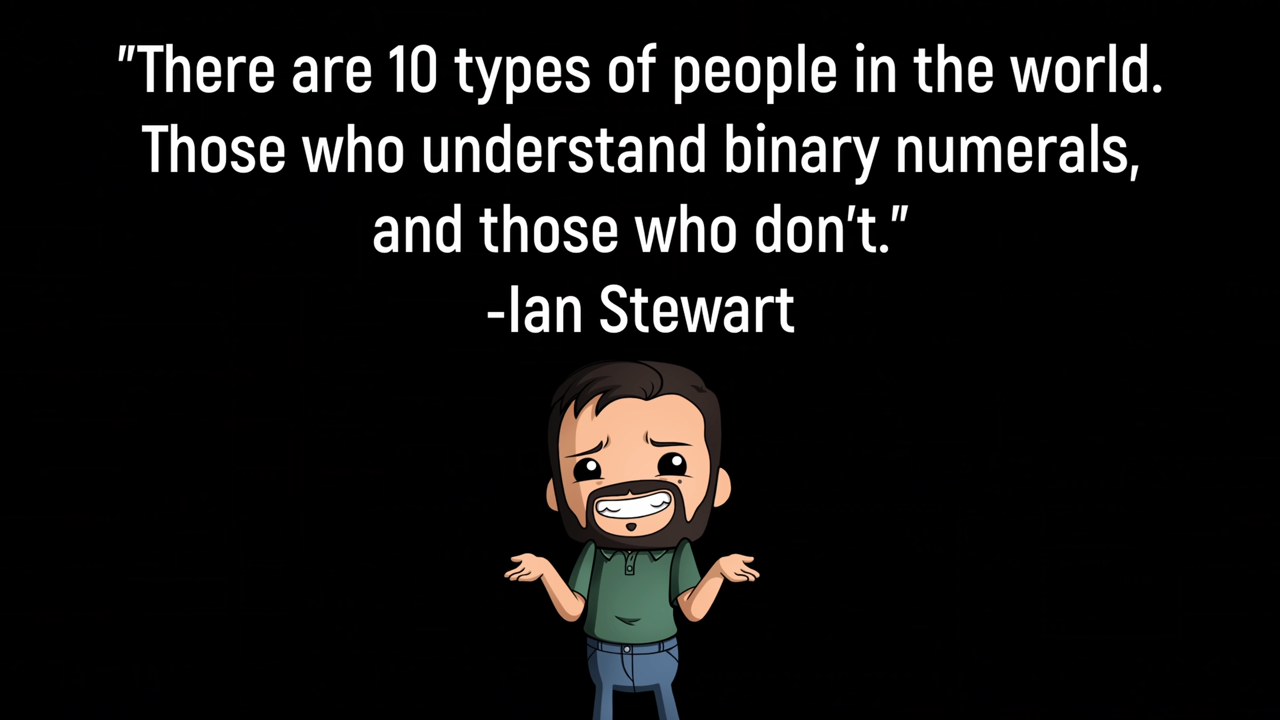 "There are 10 types of people in the world.
Those who understand binary numerals,
and those who don't."
-Ian Stewart